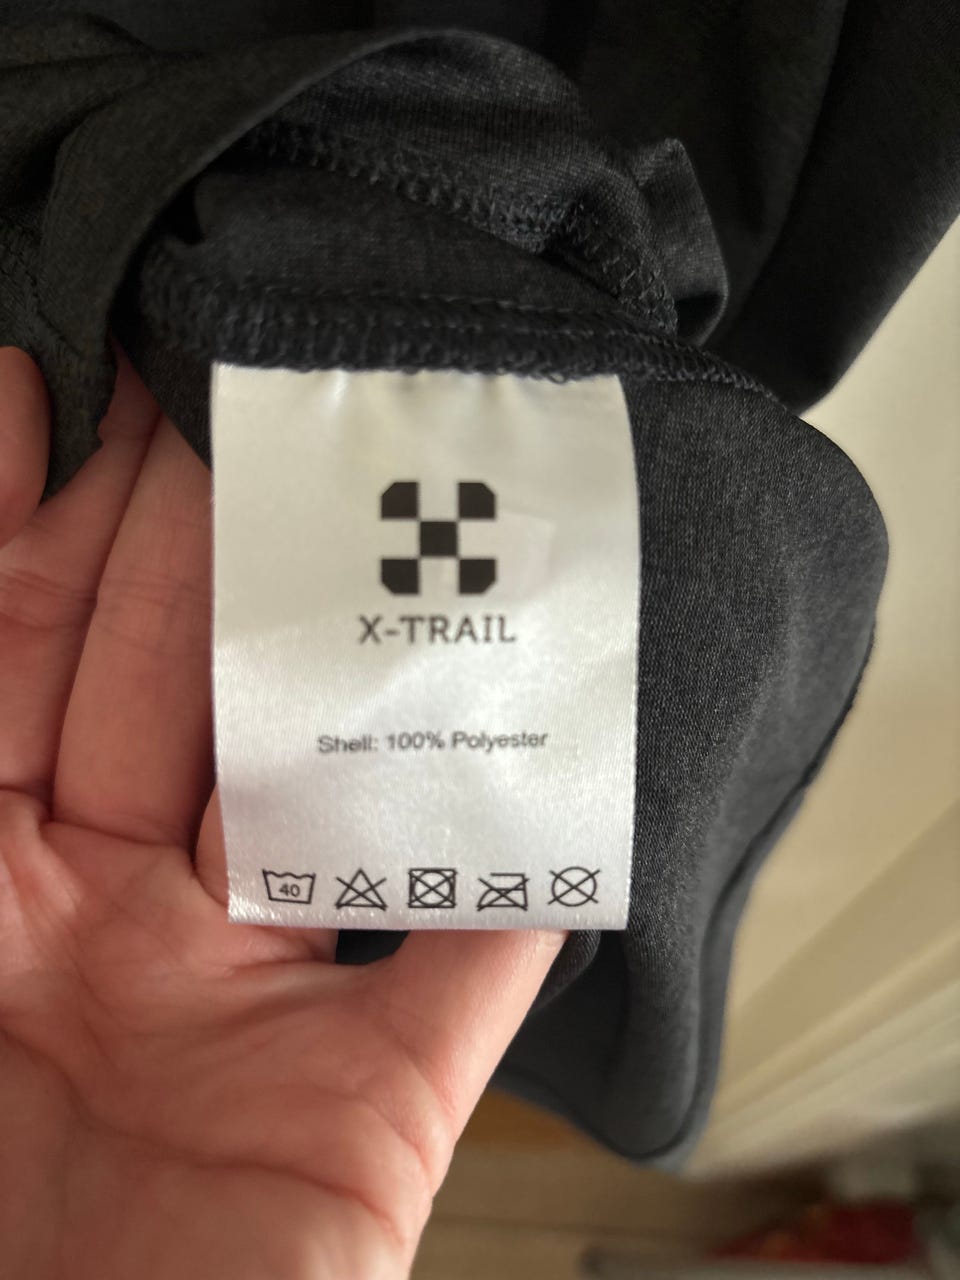 X-TRAIL
Shell: 100% Polyester
40